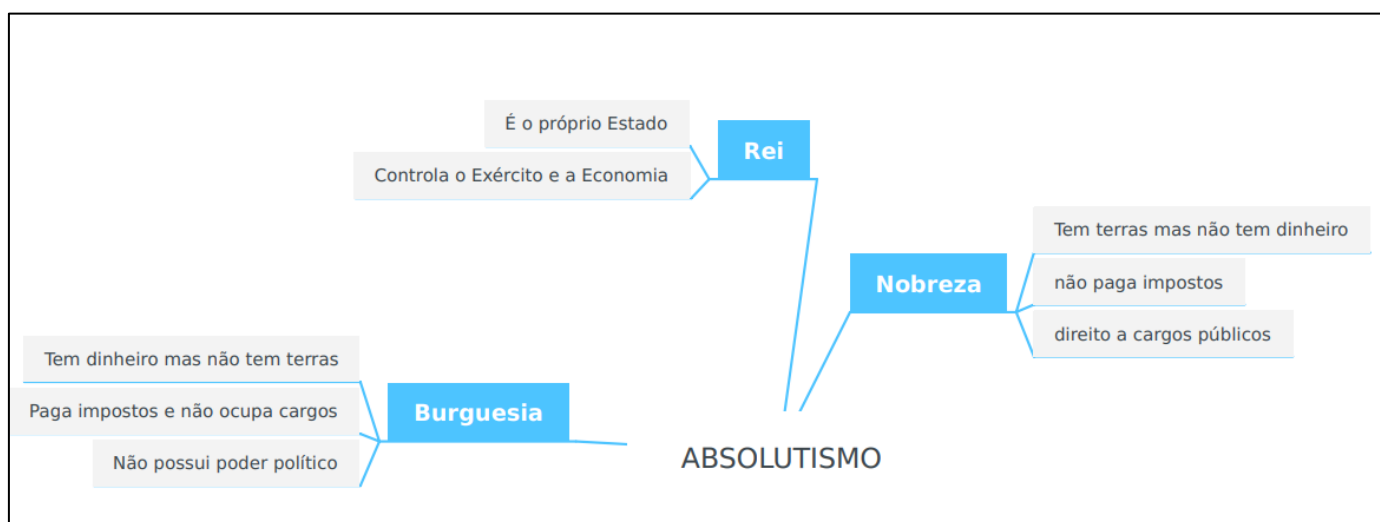 É o próprio Estado
Controla o Exército e a Economia
Rei
Tem terras mas não tem dinheiro
não paga impostos
direito a cargos públicos
Nobreza
Tem dinheiro mas não tem terras
Paga impostos e não ocupa cargos
Não possui poder político
Burguesia
ABSOLUTISMO